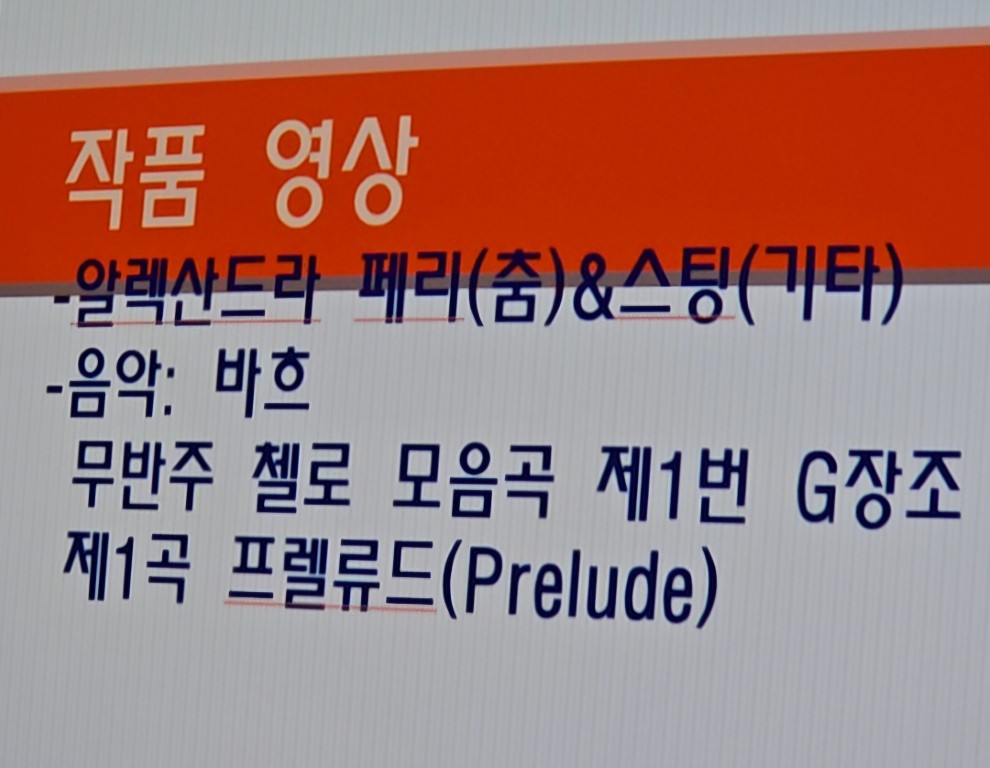 작품 영상
-알렉산드라 페리(춤)&스팅(기타)
-음악: 바흐
무반주 첼로 모음곡 제1번 G장조
제1곡 프렐류드(Prelude)